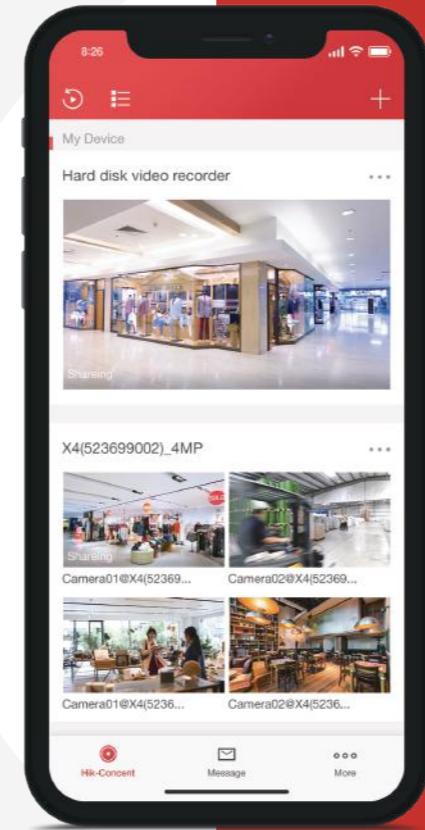 8:26
My Device
Hard disk video recorder
Shareing
X4(523699002)_4MP
Shareing
Camera01@X4(52369...
Camera02@X4(52369...
Camera01@X4(5236...
Camera02@X4(5236...
Hik-Concent
Message
More